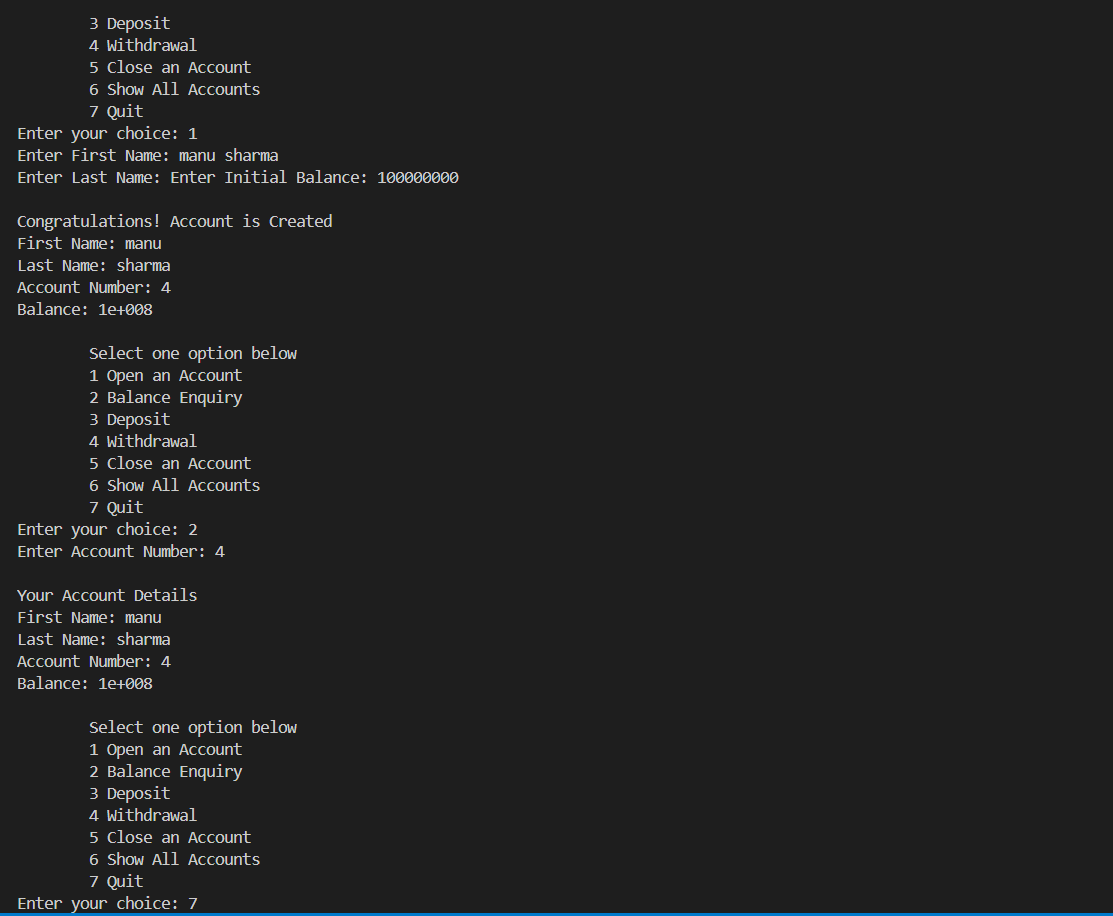 3 Deposit
4 Withdrawal
5 Close an Account
6 Show All Accounts
7 Quit
Enter your choice: 1
Enter First Name: manu sharma
Enter Last Name: Enter Initial Balance: 100000000
Congratulations! Account is Created
First Name: manu
Last Name: sharma
Account Number: 4
Balance: 1e+008
Select one option below
1 Open an Account
2 Balance Enquiry
3 Deposit
4 Withdrawal
5 Close an Account
6 Show All Accounts
7 Quit
Enter your choice: 2
Enter Account Number: 4
Your Account Details
First Name: manu
Last Name: sharma
Account Number: 4
Balance: 1e+008
Select one option below
1 Open an Account
2 Balance Enquiry
3 Deposit
4 Withdrawal
5 Close an Account
6 Show All Accounts
7 Quit
Enter your choice: 7